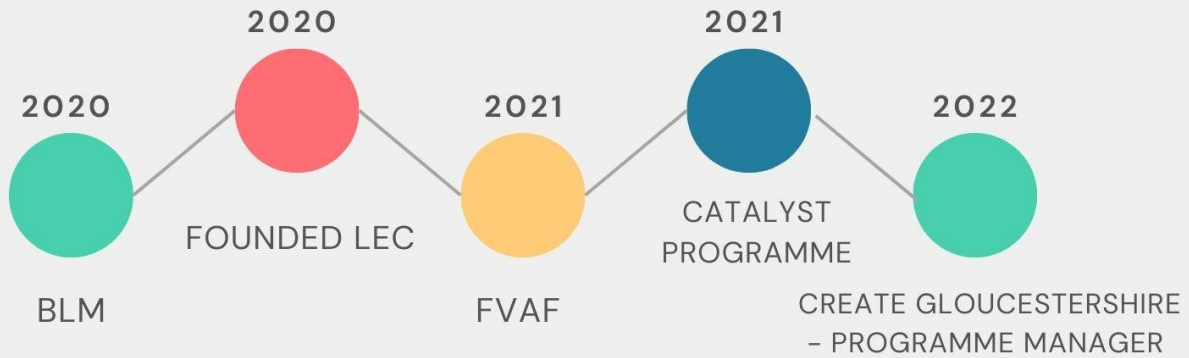 2020
BLM
2020
FOUNDED LEC
2021
FVAF
2021
CATALYST
PROGRAMME
2022
CREATE GLOUCESTERSHIRE
- PROGRAMME MANAGER